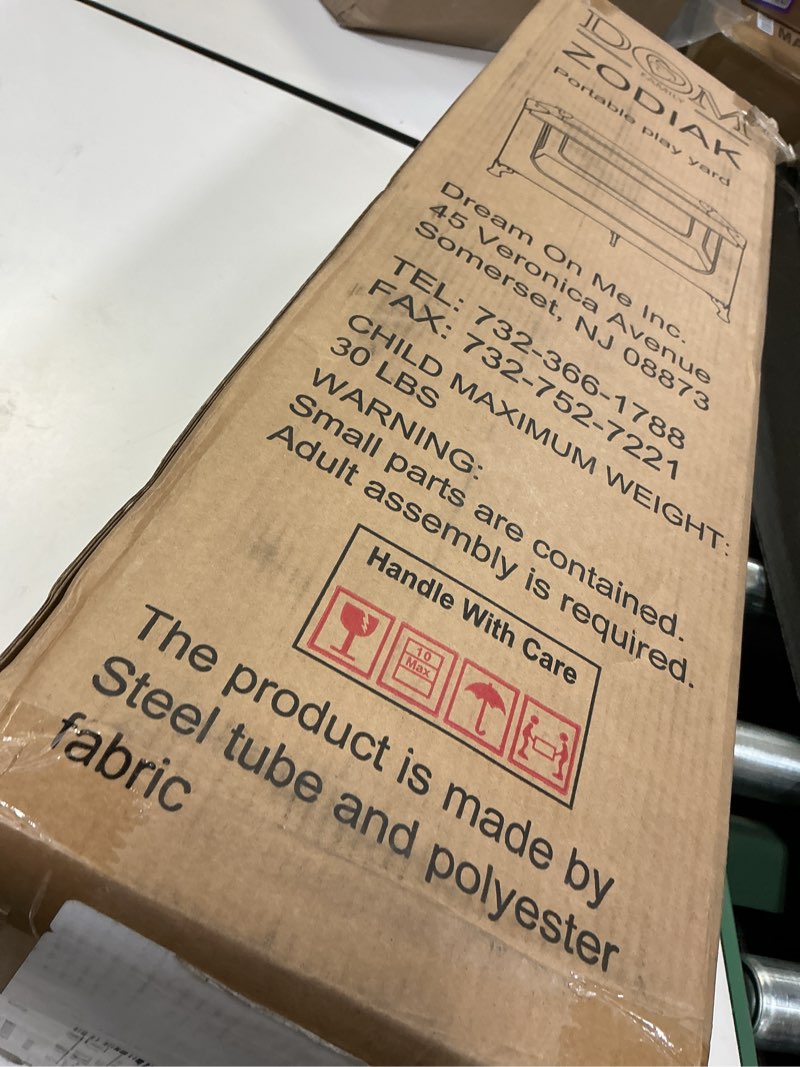 DOM
FAMILY
ZODIAK
Portable play yard
Dream On Me Inc.
45 Veronica Avenue
Somerset, NJ 08873
TEL: 732-366-1788
FAX: 732-752-7221
CHILD MAXIMUM WEIGHT:
30 LBS
WARNING:
Small parts are contained.
Adult assembly is required.
Handle With Care
10
Max
The product is made by
Steel tube and polyester
fabric
MA